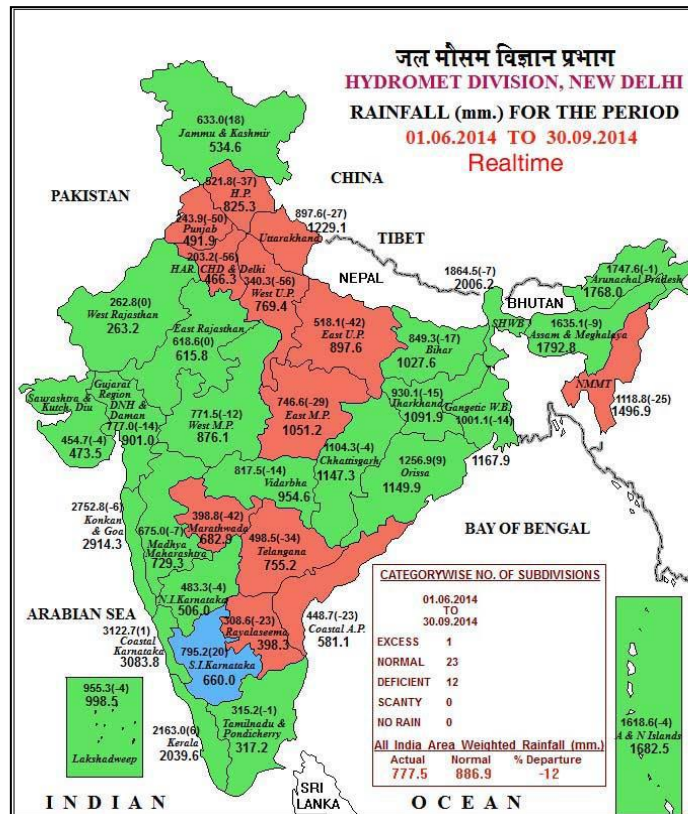 जल मौसम विज्ञान प्रभाग
HYDROMET DIVISION, NEW DELHI
RAINFALL (mm.) FOR THE PERIOD
01.06.2014 TO 30.09.2014
Realtime
633.0(18)
Jammu & Kashmir
534.6
CHINA
PAKISTAN
521.8(-37)
H.P.
825.3
243.9(-50)
Punjab
491.9
897.6(-27)
1229.1
Uttarakhand
TIBET
203.2(-56)
HAR. CHD & Delhi
466.3
340.3(-56)
West U.P.
769.4
NEPAL
1864.5(-7)
2006.2
BHUTAN
1747.6(-1)
Arunachal Pradesh
1768.0
262.8(0)
West Rajasthan
263.2
East Rajasthan
618.6(0)
615.8
518.1(-42)
East U.P.
897.6
849.3(-17)
Bihar
1027.6
SHWB
1635.1(-9)
Assam & Meghalaya
1792.8
NMMT
1118.8(-25)
1496.9
Saurashtra &
Kutch, Diu
454.7(-4)
473.5
Gujarat
Region
DNH &
Daman
777.0(-14)
901.0
771.5(-12)
West M.P.
876.1
746.6(-29)
East M.P.
1051.2
930.1(-15)
Jharkhand
1091.9
Gangetic W.B.
1001.1(-14)
1167.9
1104.3(-4)
Chhattisgarh
1147.3
1256.9(9)
Orissa
1149.9
817.5(-14)
Vidarbha
954.6
2752.8(-6)
Konkan
& Goa
2914.3
675.0(-7)
Madhya
Maharashtra
729.3
398.8(-42)
Marathwada
682.9
498.5(-34)
Telangana
755.2
BAY OF BENGAL
483.3(-4)
N.I.Karnataka
506.0
ARABIAN SEA
3122.7(1)
Coastal
Karnataka
3083.8
308.6(-23)
Rayalaseema
398.3
448.7(-23)
Coastal A.P.
581.1
795.2(20)
S.I.Karnataka
660.0
955.3(-4)
998.5
Lakshadweep
2163.0(6)
Kerala
2039.6
315.2(-1)
Tamilnadu &
Pondicherry
317.2
CATEGORYWISE NO. OF SUBDIVISIONS
01.06.2014
TO
30.09.2014
EXCESS 1
NORMAL 23
DEFICIENT 12
SCANTY 0
NO RAIN 0
All India Area Weighted Rainfall (mm.)
Actual Normal % Departure
777.5 886.9 -12
1618.6(-4)
A & N Islands
1682.5
SRI
LANKA
INDIAN OCEAN